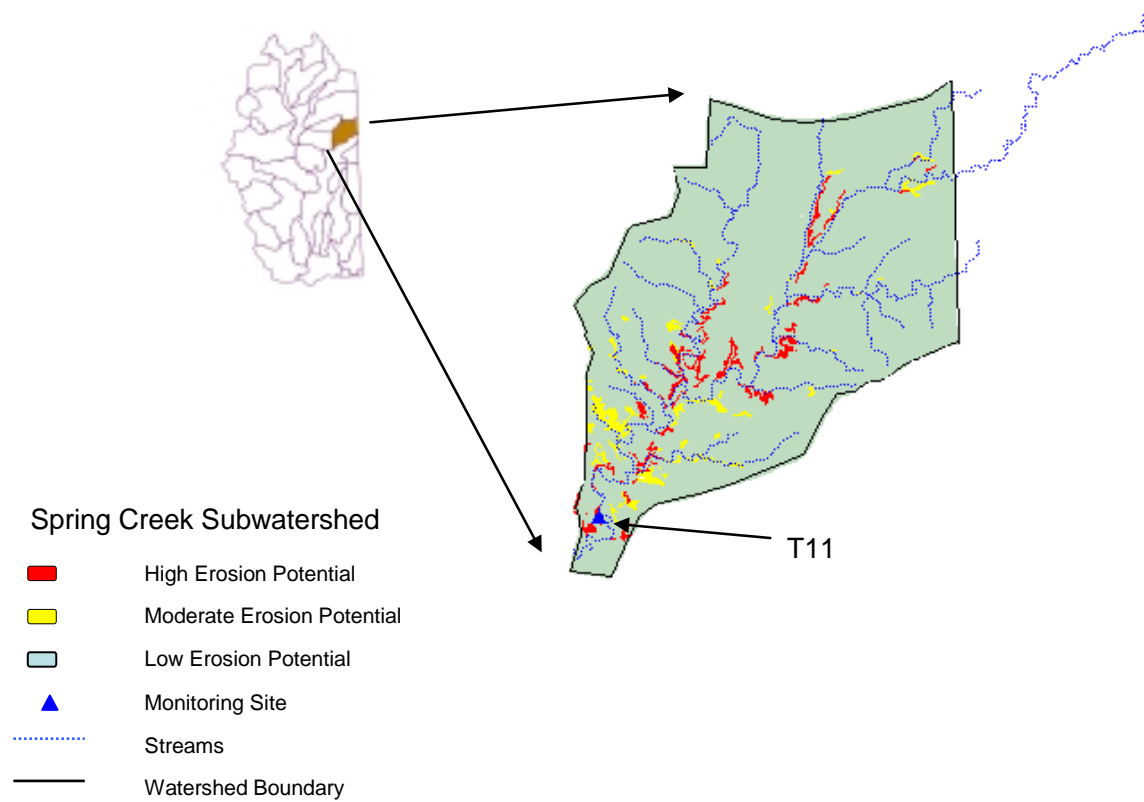 T11
Spring Creek Subwatershed
High Erosion Potential
Moderate Erosion Potential
Low Erosion Potential
Monitoring Site
Streams
Watershed Boundary